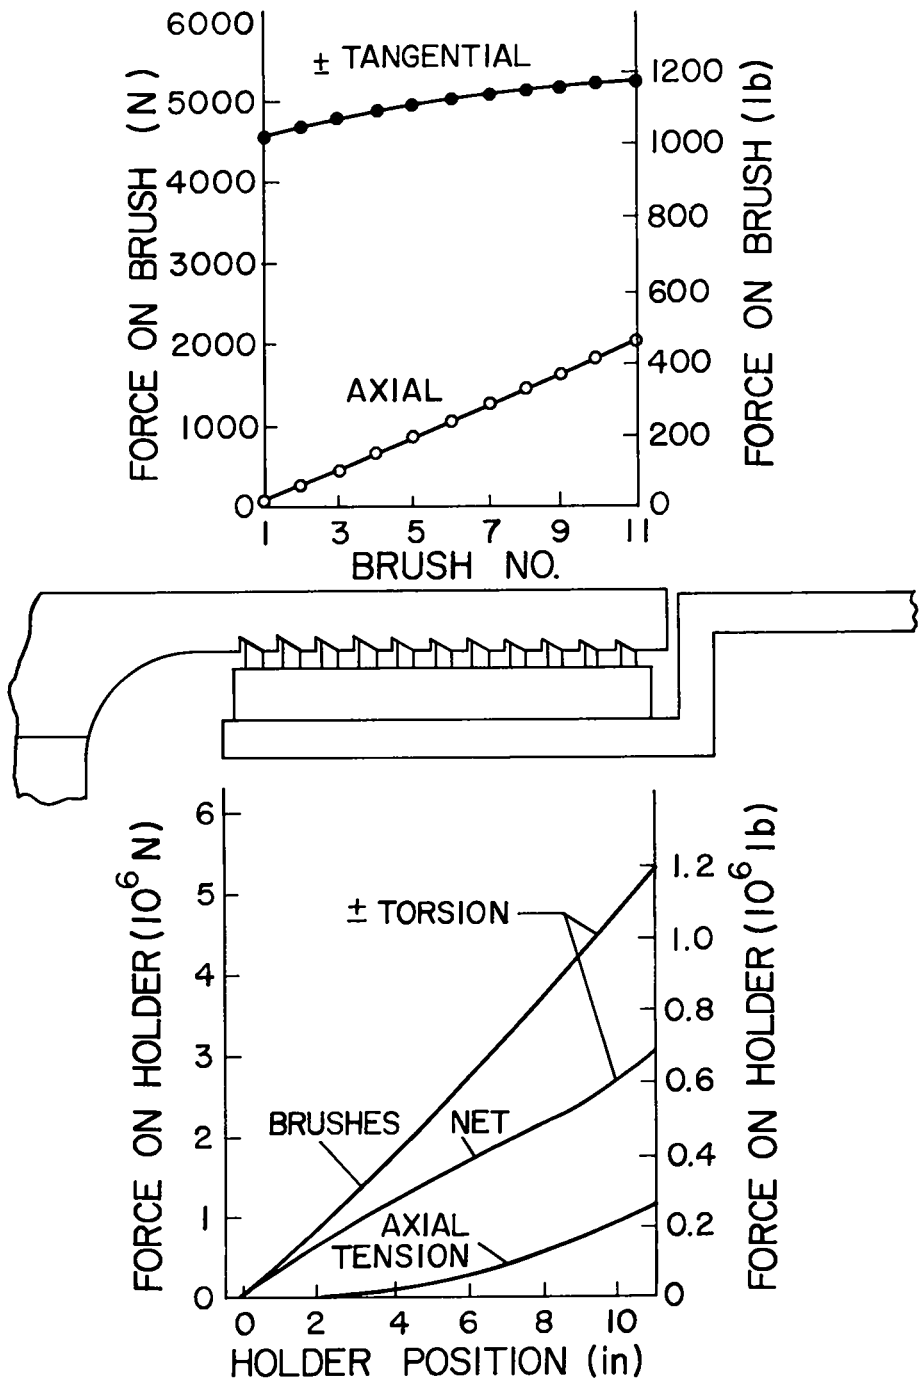 6000
± TANGENTIAL
5000
4000
3000
2000
1000
0
FORCE ON BRUSH (N)
1200
1000
800
600
400
200
0
FORCE ON BRUSH (lb)
AXIAL
1 3 5 7 9 11
BRUSH NO.
6
5
4
3
2
1
0
FORCE ON HOLDER (10⁶ N)
1.2
1.0
0.8
0.6
0.4
0.2
0
FORCE ON HOLDER (10⁶ lb)
± TORSION
BRUSHES
NET
AXIAL
TENSION
0 2 4 6 8 10
HOLDER POSITION (in)